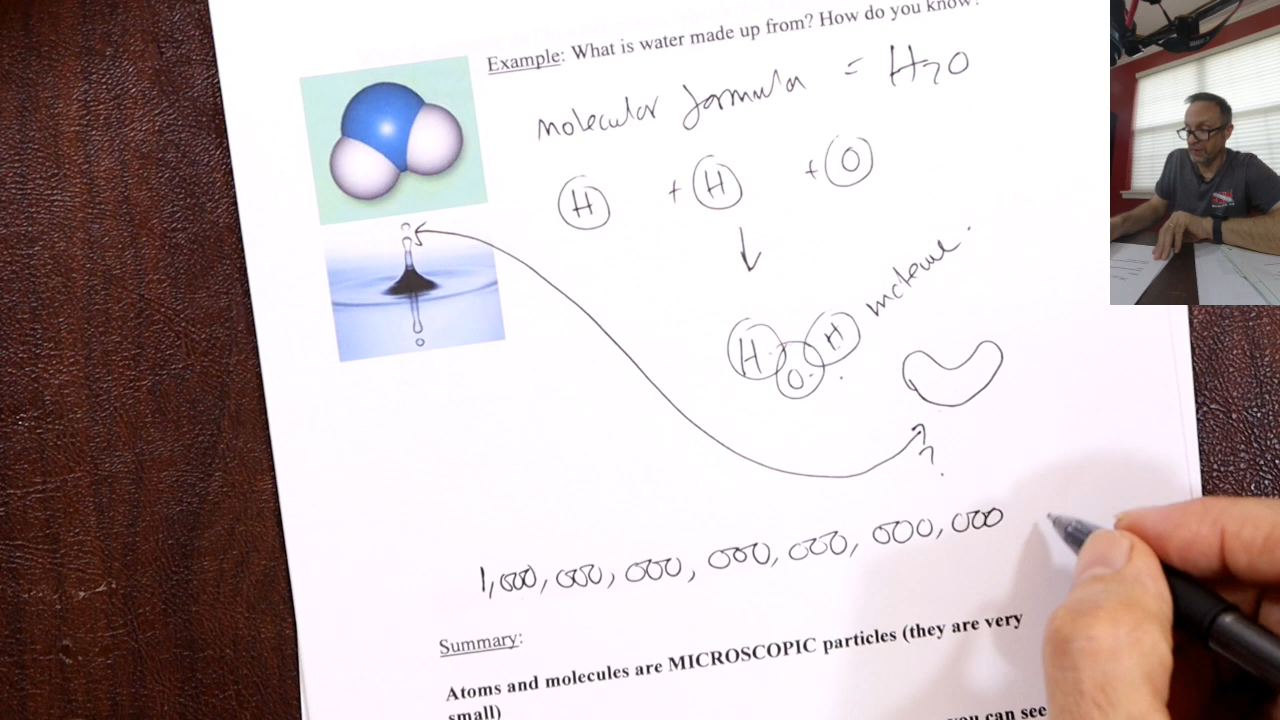 Example: What is water made up from? How do you know?
molecular formula = H2O
H + H + O
H O H molecule.
?
1,000,000,000,000,000,000,000
Summary:
Atoms and molecules are MICROSCOPIC particles (they are very
small)
you can see